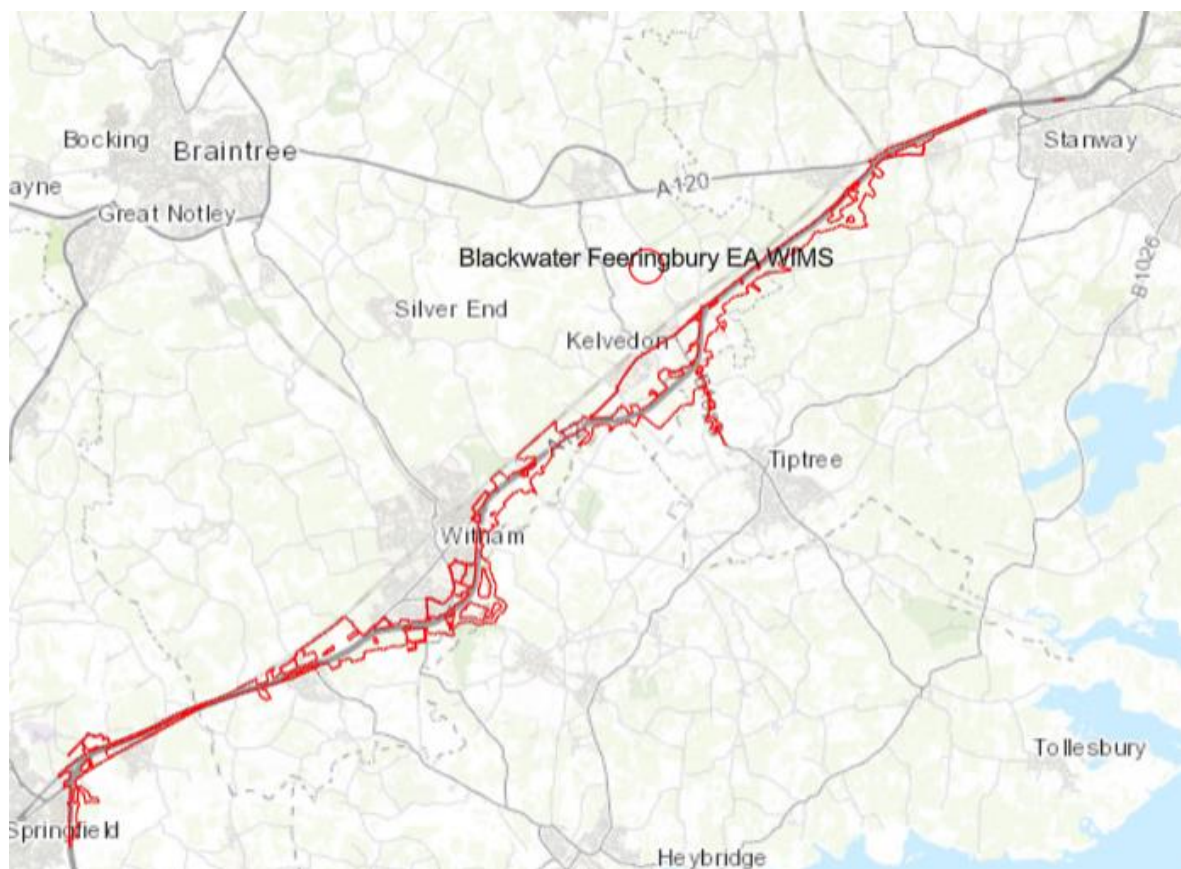 Bocking
Braintree
Stanway
ayne
A120
Great Notley
B1026
Blackwater Feeringbury EA WIMS
Silver End
Kelvedon
Tiptree
Witham
Tollesbury
Springfield
Heybridge